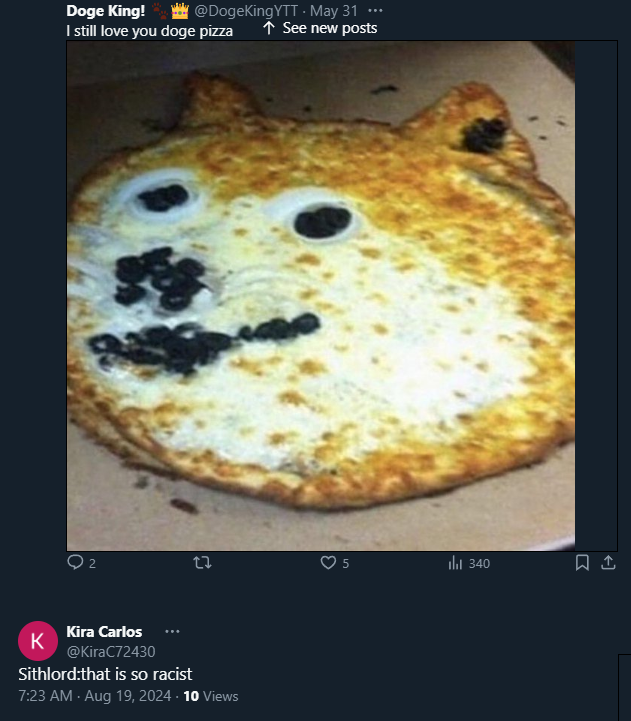 Doge King! 🐾👑 @DogeKingYTT · May 31 ···
I still love you doge pizza ↑ See new posts
2 5 340
K Kira Carlos ···
@KiraC72430
Sithlord:that is so racist
7:23 AM · Aug 19, 2024 · 10 Views